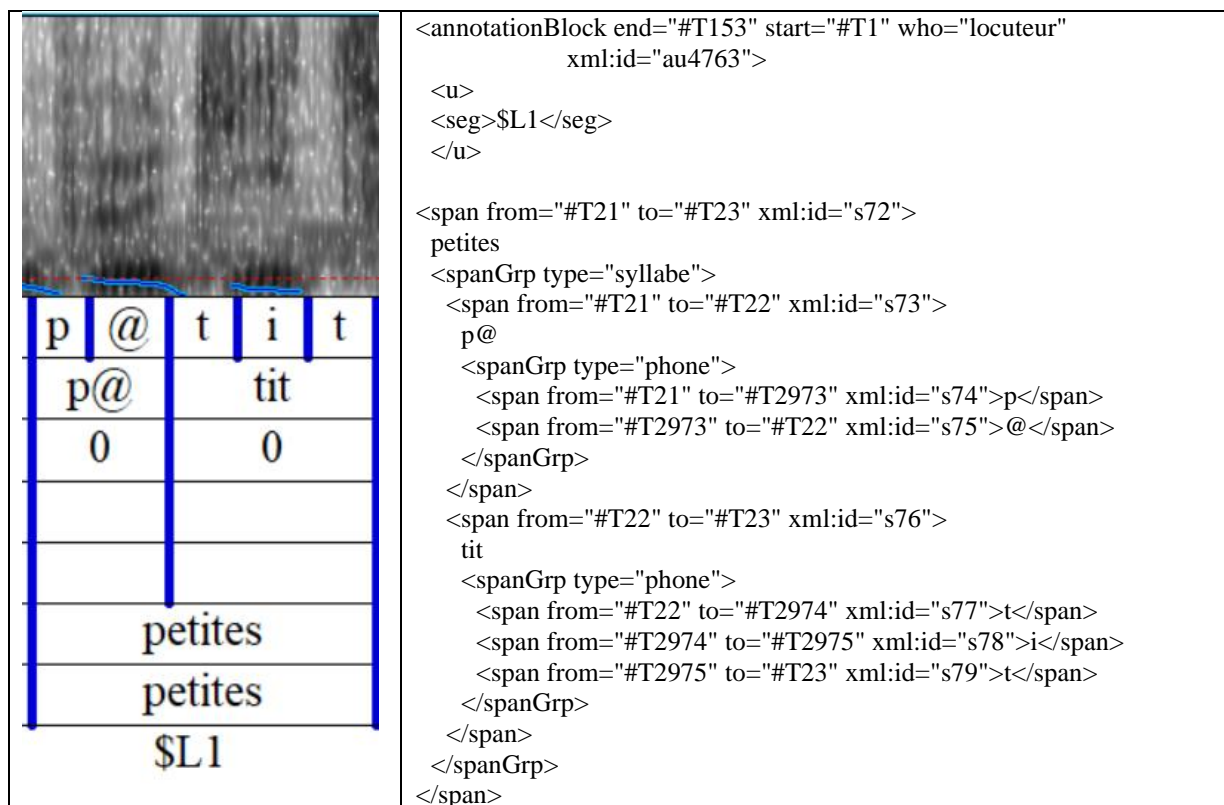 p @ t i t
p@ tit
0 0
petites
petites
$L1
<annotationBlock end="#T153" start="#T1" who="locuteur"
xml:id="au4763">
<u>
<seg>$L1</seg>
</u>
<span from="#T21" to="#T23" xml:id="s72">
petites
<spanGrp type="syllabe">
<span from="#T21" to="#T22" xml:id="s73">
p@
<spanGrp type="phone">
<span from="#T21" to="#T2973" xml:id="s74">p</span>
<span from="#T2973" to="#T22" xml:id="s75">@</span>
</spanGrp>
</span>
<span from="#T22" to="#T23" xml:id="s76">
tit
<spanGrp type="phone">
<span from="#T22" to="#T2974" xml:id="s77">t</span>
<span from="#T2974" to="#T2975" xml:id="s78">i</span>
<span from="#T2975" to="#T23" xml:id="s79">t</span>
</spanGrp>
</span>
</spanGrp>
</span>